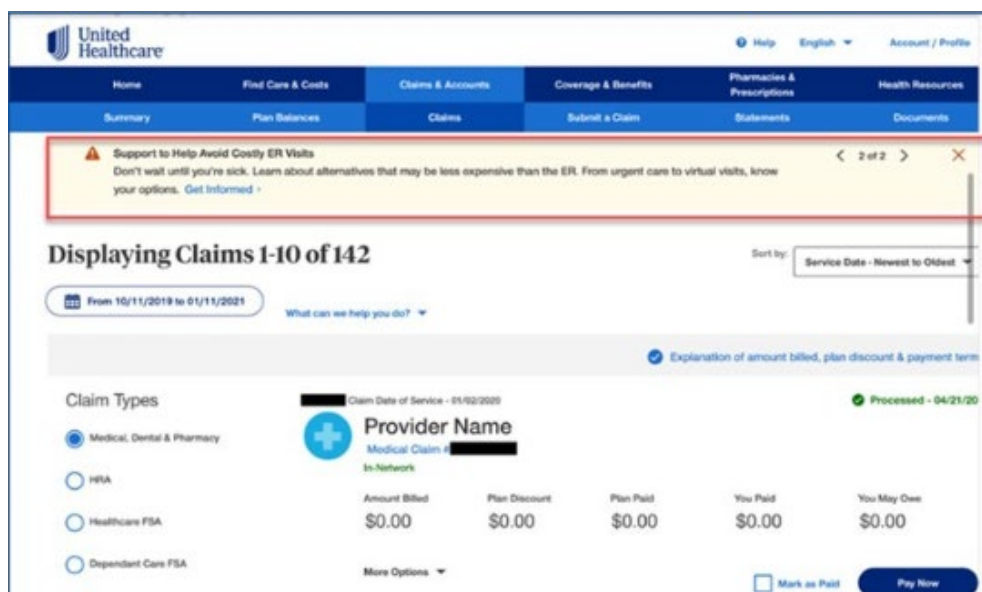 United
Healthcare
Help English Account / Profile
Home Find Care & Costs Claims & Accounts Coverage & Benefits Pharmacies & Prescriptions Health Resources
Summary Plan Balances Claims Submit a Claim Statements Documents
Support to Help Avoid Costly ER Visits
2 of 2
Don't wait until you're sick. Learn about alternatives that may be less expensive than the ER. From urgent care to virtual visits, know
your options. Get Informed ›
Displaying Claims 1-10 of 142
Sort by: Service Date - Newest to Oldest
From 10/11/2019 to 01/11/2021
What can we help you do?
Explanation of amount billed, plan discount & payment term
Claim Types
Medical, Dental & Pharmacy
HRA
Healthcare FSA
Dependant Care FSA
Claim Date of Service - 01/02/2020
Processed - 04/21/20
Provider Name
Medical Claim #
In-Network
Amount Billed Plan Discount Plan Paid You Paid You May Owe
$0.00 $0.00 $0.00 $0.00 $0.00
More Options
Mark as Paid
Pay Now